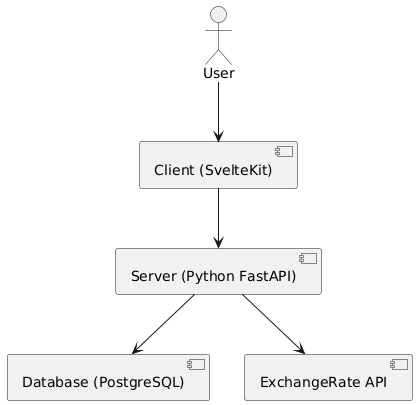 User
Client (SvelteKit)
Server (Python FastAPI)
Database (PostgreSQL)
ExchangeRate API